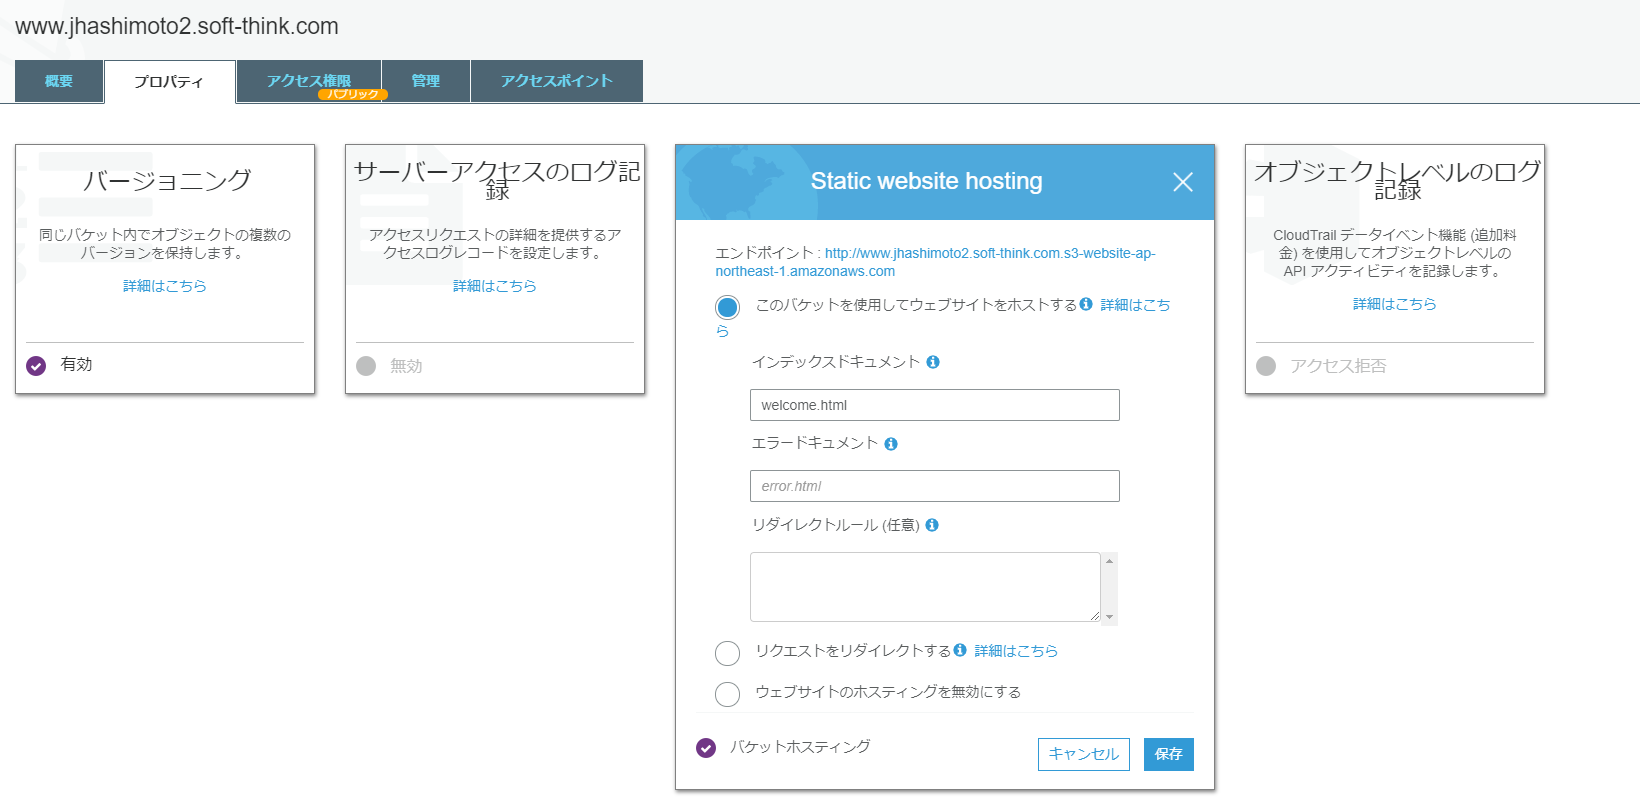 www.jhashimoto2.soft-think.com
概要
プロパティ
アクセス権限
パブリック
管理
アクセスポイント
バージョニング
同じバケット内でオブジェクトの複数の
バージョンを保持します。
詳細はこちら
有効
サーバーアクセスのログ記
録
アクセスリクエストの詳細を提供するア
クセスログレコードを設定します。
詳細はこちら
無効
Static website hosting
エンドポイント : http://www.jhashimoto2.soft-think.com.s3-website-ap-
northeast-1.amazonaws.com
このバケットを使用してウェブサイトをホストする 詳細はこち
ら
インデックスドキュメント
welcome.html
エラードキュメント
error.html
リダイレクトルール (任意)
リクエストをリダイレクトする 詳細はこちら
ウェブサイトのホスティングを無効にする
バケットホスティング
キャンセル
保存
オブジェクトレベルのログ
記録
CloudTrail データイベント機能 (追加料
金) を使用してオブジェクトレベルの
API アクティビティを記録します。
詳細はこちら
アクセス拒否